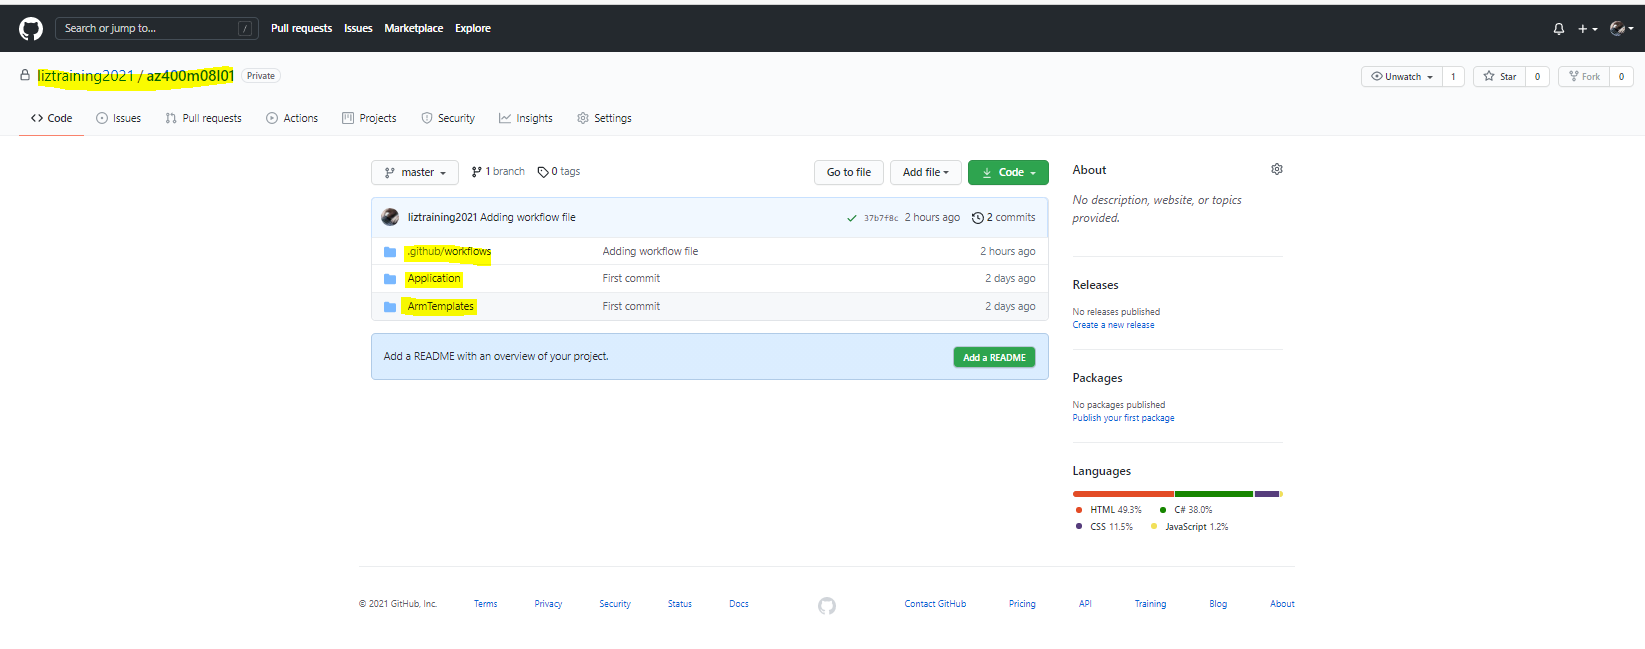 Search or jump to... /
Pull requests Issues Marketplace Explore
liztraining2021 / az400m08l01 Private
Unwatch 1 Star 0 Fork 0
Code Issues Pull requests Actions Projects Security Insights Settings
master 1 branch 0 tags Go to file Add file Code
liztraining2021 Adding workflow file 37b7f8c 2 hours ago 2 commits
.github/workflows Adding workflow file 2 hours ago
Application First commit 2 days ago
ArmTemplates First commit 2 days ago
Add a README with an overview of your project. Add a README
About
No description, website, or topics
provided.
Releases
No releases published
Create a new release
Packages
No packages published
Publish your first package
Languages
HTML 49.3% C# 38.0%
CSS 11.5% JavaScript 1.2%
© 2021 GitHub, Inc. Terms Privacy Security Status Docs Contact GitHub Pricing API Training Blog About